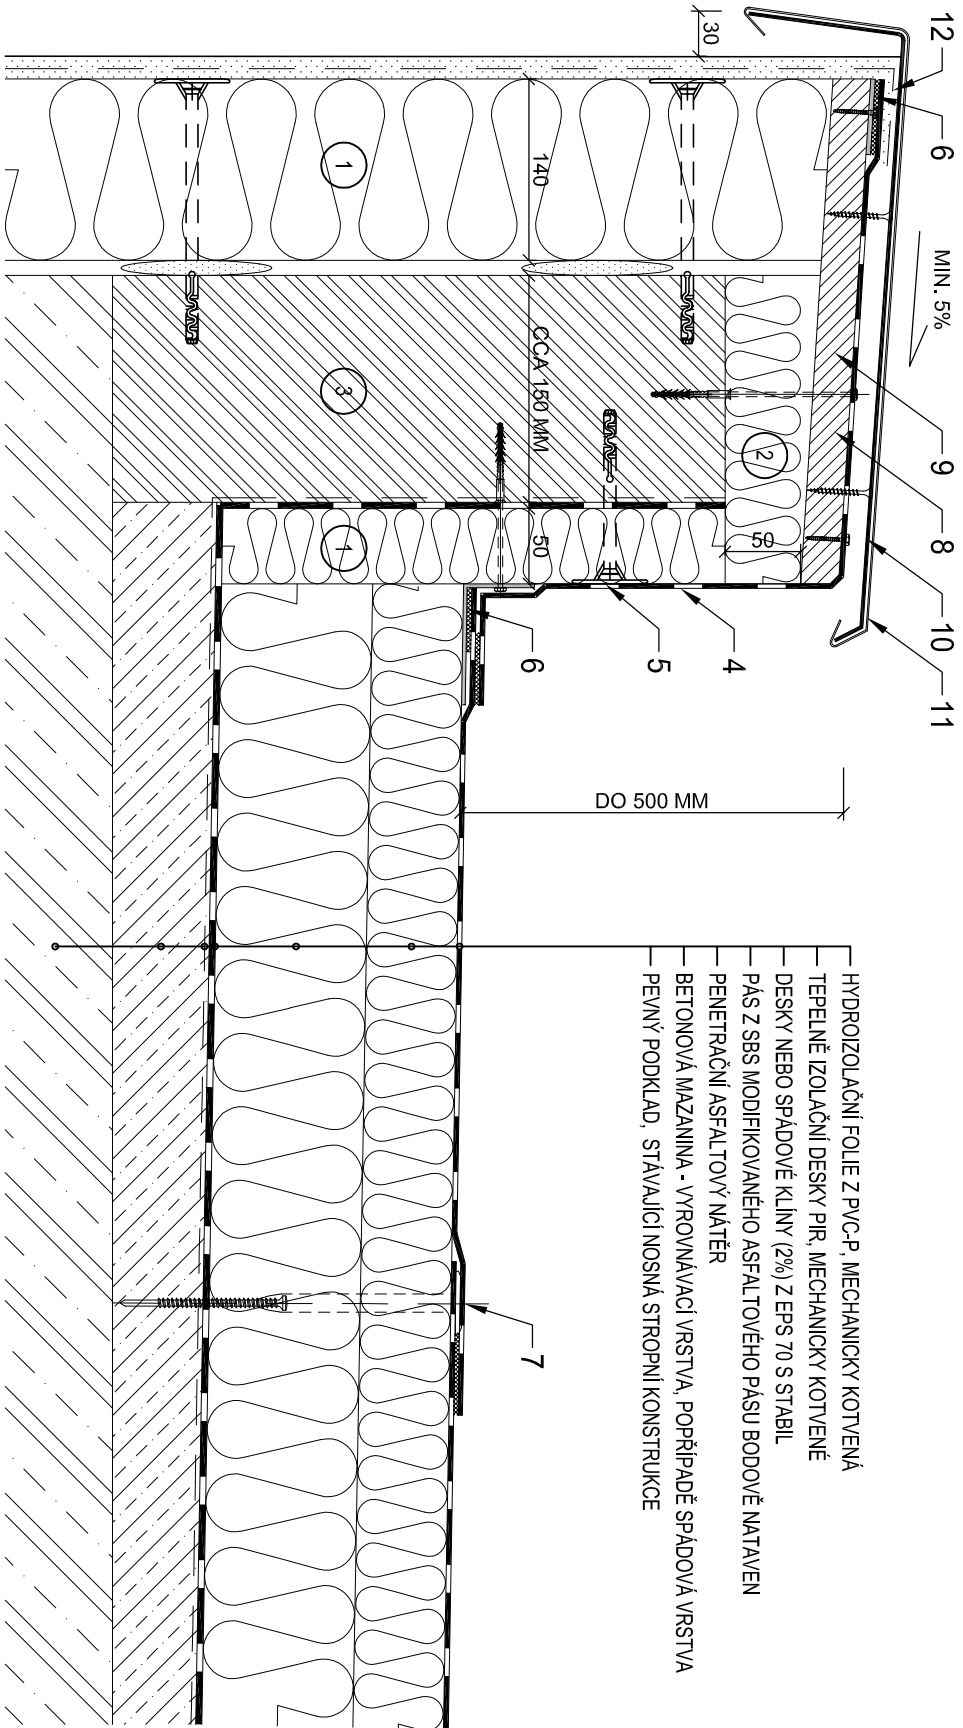 12
6
9
8
10
11
30
MIN. 5%
140
CCA 150 MM
50
50
1
2
3
1
4
5
6
DO 500 MM
7
HYDROIZOLAČNÍ FOLIE Z PVC-P, MECHANICKY KOTVENÁ
TEPELNĚ IZOLAČNÍ DESKY PIR, MECHANICKY KOTVENÉ
DESKY NEBO SPÁDOVÉ KLÍNY (2%) Z EPS 70 S STABIL
PÁS Z SBS MODIFIKOVANÉHO ASFALTOVÉHO PÁSU BODOVĚ NATAVEN
PENETRAČNÍ ASFALTOVÝ NÁTĚR
BETONOVÁ MAZANINA - VYROVNÁVACÍ VRSTVA, POPŘÍPADĚ SPÁDOVÁ VRSTVA
PEVNÝ PODKLAD, STÁVAJÍCÍ NOSNÁ STROPNÍ KONSTRUKCE